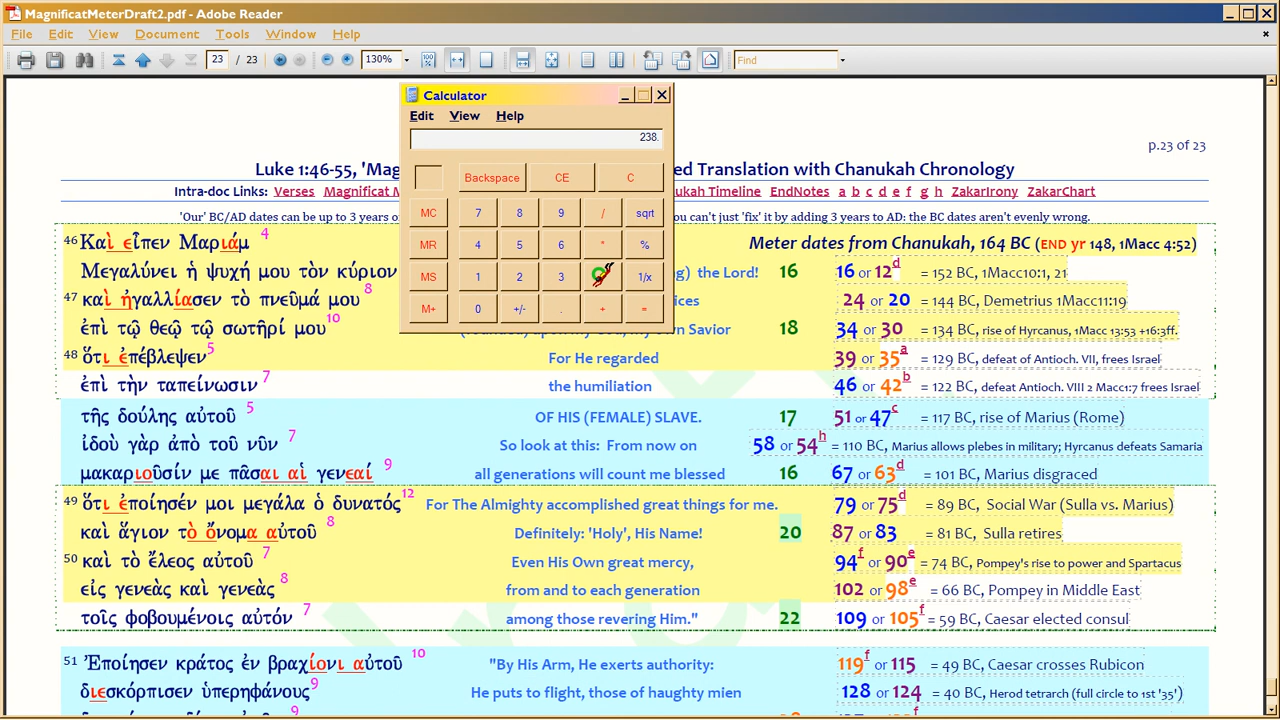 MagnificatMeterDraft2.pdf - Adobe Reader
File Edit View Document Tools Window Help
23 / 23 130% Find
Calculator
Edit View Help
238.
Backspace CE C
MC 7 8 9 / sqrt
MR 4 5 6 * %
MS 1 2 3 1/x
M+ 0 +/- . + =
p.23 of 23
Luke 1:46-55, 'Mag ed Translation with Chanukah Chronology
Intra-doc Links: Verses Magnificat M ukah Timeline EndNotes a b c d e f g h ZakarIrony ZakarChart
'Our' BC/AD dates can be up to 3 years o you can't just 'fix' it by adding 3 years to AD: the BC dates aren't evenly wrong.
46 Καὶ εἶπεν Μαριάμ 4 Meter dates from Chanukah, 164 BC (END yr 148, 1Macc 4:52)
Μεγαλύνει ἡ ψυχή μου τὸν κύριον g) the Lord! 16 16 or 12 d = 152 BC, 1Macc10:1, 21
47 καὶ ἠγαλλίασεν τὸ πνεῦμά μου 8 ices 24 or 20 = 144 BC, Demetrius 1Macc11:19
ἐπὶ τῷ θεῷ τῷ σωτῆρί μου 10 own Savior 18 34 or 30 = 134 BC, rise of Hyrcanus, 1Macc 13:53 +16:3ff.
48 ὅτι ἐπέβλεψεν 5 For He regarded 39 or 35 a = 129 BC, defeat of Antioch. VII, frees Israel
ἐπὶ τὴν ταπείνωσιν 7 the humiliation 46 or 42 b = 122 BC, defeat Antioch. VIII 2 Macc1:7 frees Israel
τῆς δούλης αὐτοῦ 5 OF HIS (FEMALE) SLAVE. 17 51 or 47 c = 117 BC, rise of Marius (Rome)
ἰδοὺ γὰρ ἀπὸ τοῦ νῦν 7 So look at this: From now on 58 or 54 h = 110 BC, Marius allows plebes in military; Hyrcanus defeats Samaria
μακαριοῦσίν με πᾶσαι αἱ γενεαί 9 all generations will count me blessed 16 67 or 63 d = 101 BC, Marius disgraced
49 ὅτι ἐποίησέν μοι μεγάλα ὁ δυνατός 12 For The Almighty accomplished great things for me. 79 or 75 d = 89 BC, Social War (Sulla vs. Marius)
καὶ ἅγιον τὸ ὄνομα αὐτοῦ 8 Definitely: 'Holy', His Name! 20 87 or 83 = 81 BC, Sulla retires
50 καὶ τὸ ἔλεος αὐτοῦ 7 Even His Own great mercy, 94 f or 90 e = 74 BC, Pompey's rise to power and Spartacus
εἰς γενεὰς καὶ γενεὰς 8 from and to each generation 102 or 98 e = 66 BC, Pompey in Middle East
τοῖς φοβουμένοις αὐτόν 7 among those revering Him." 22 109 or 105 f = 59 BC, Caesar elected consul
51 Ἐποίησεν κράτος ἐν βραχίονι αὐτοῦ 10 "By His Arm, He exerts authority: 119 f or 115 = 49 BC, Caesar crosses Rubicon
διεσκόρπισεν ὑπερηφάνους 9 He puts to flight, those of haughty mien 128 or 124 = 40 BC, Herod tetrarch (full circle to 1st '35')